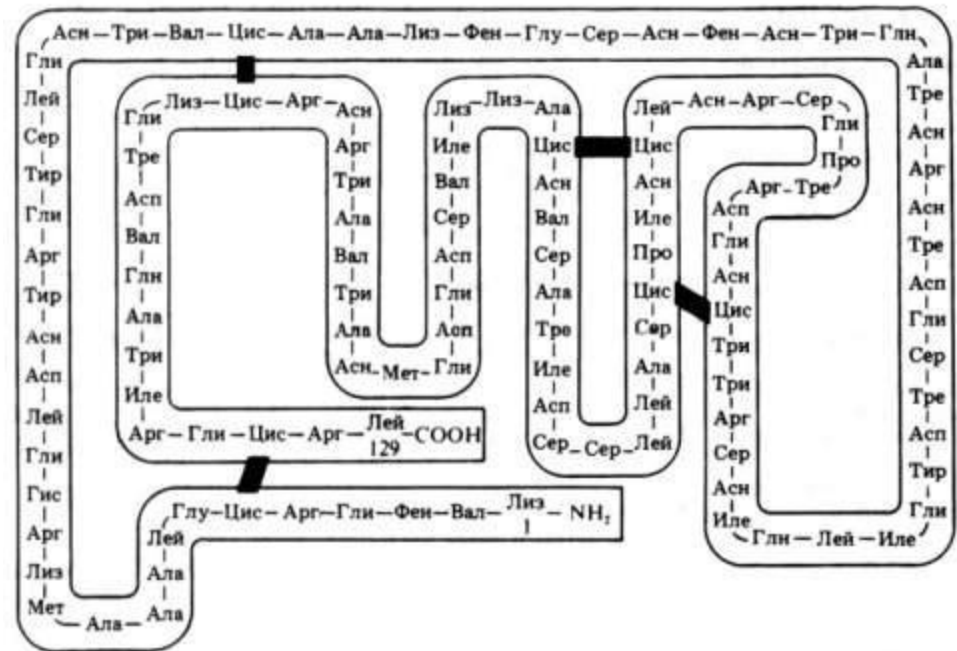 Асн–Три–Вал–Цис–Ала–Ала–Лиз–Фен–Глу–Сер–Асн–Фен–Асн–Три–Глн
Гли Ала
Лей Гли Лиз–Цис–Арг Асн Лиз–Лиз–Ала Лей–Асн–Арг–Сер Тре
Сер Тре Арг Иле Цис Цис Гли Асн
Тир Асп Три Вал Асн Асн Арг–Тре Про Арг
Гли Вал Ала Сер Вал Иле Асп Асн
Арг Глн Вал Асп Сер Про Гли Тре
Тир Ала Три Гли Ала Цис Асн Асп
Асн Три Ала Асп Тре Сер Цис Гли
Асп Иле Асн–Мет–Гли Иле Ала Три Сер
Лей Асп Лей Три Тре
Гли Арг–Гли–Цис–Арг–Лей–COOH Сер–Сер–Лей Арг Асп
129 Сер Тир
Гис Глу–Цис–Арг–Гли–Фен–Вал–Лиз–NH₂ Асн Гли
1
Арг Лей Иле Глн–Лей–Иле
Лиз Ала
Мет–Ала–Ала